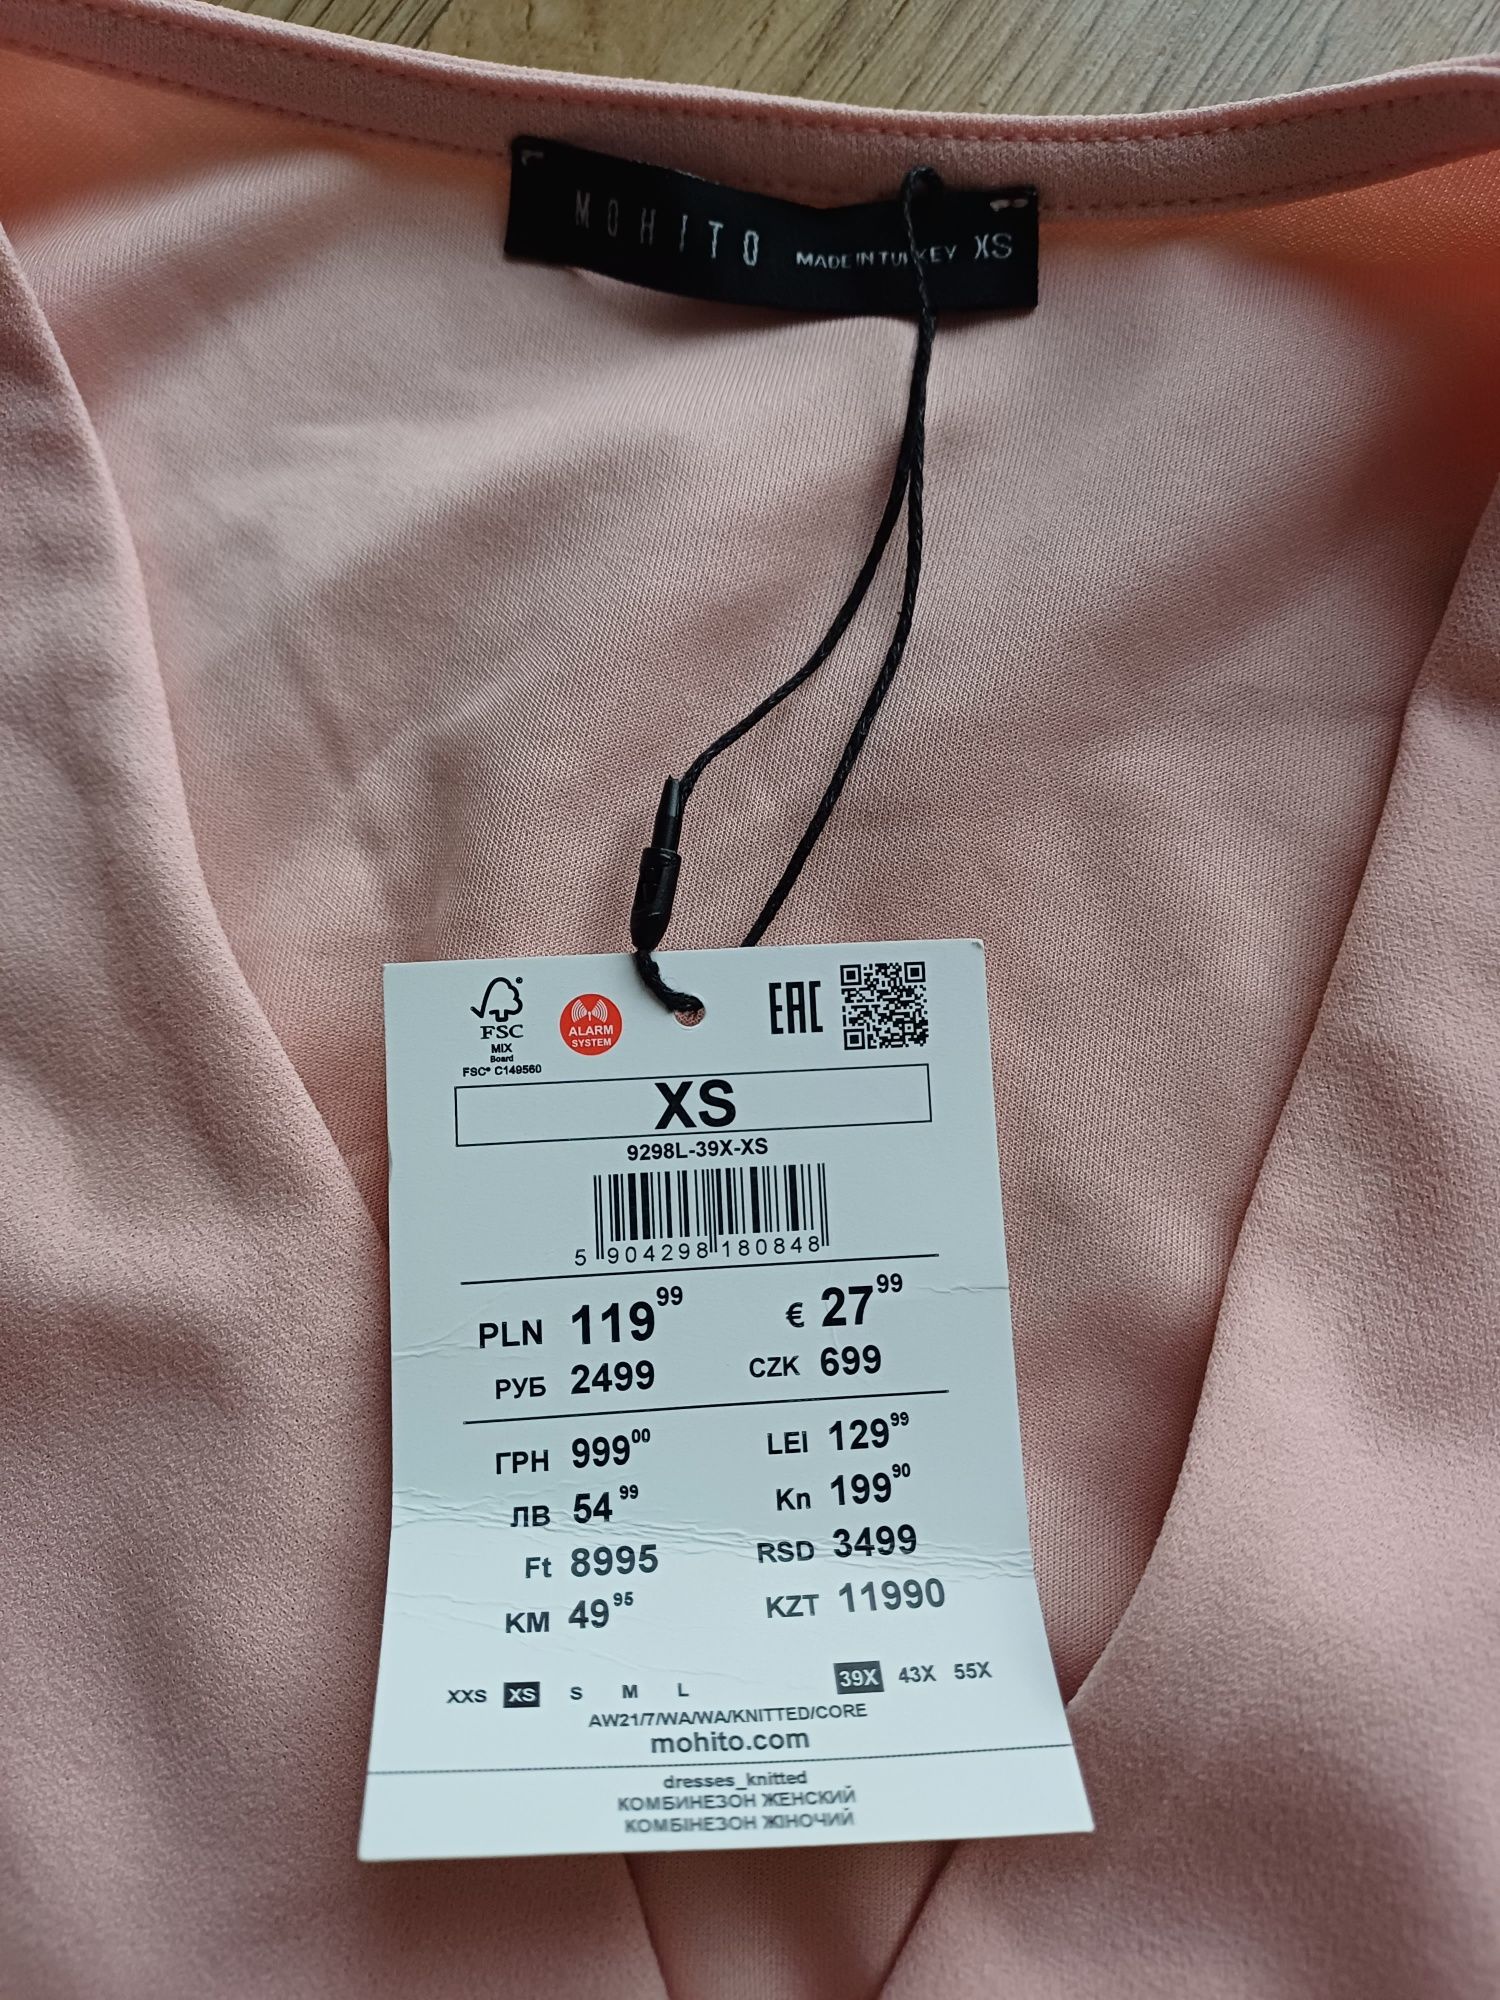 MOHITO MADE IN TURKEY XS
FSC
MIX
Board
FSC® C149560
ALARM
SYSTEM
EAC
XS
9298L-39X-XS
5 904298 180848
PLN 119 99 € 27 99
РУБ 2499 CZK 699
ГРН 999 00 LEI 129 99
ЛВ 54 99 Kn 199 90
Ft 8995 RSD 3499
KM 49 95 KZT 11990
XXS XS S M L 39X 43X 55X
AW21/7/WA/WA/KNITTED/CORE
mohito.com
dresses_knitted
КОМБИНЕЗОН ЖЕНСКИЙ
КОМБІНЕЗОН ЖІНОЧИЙ